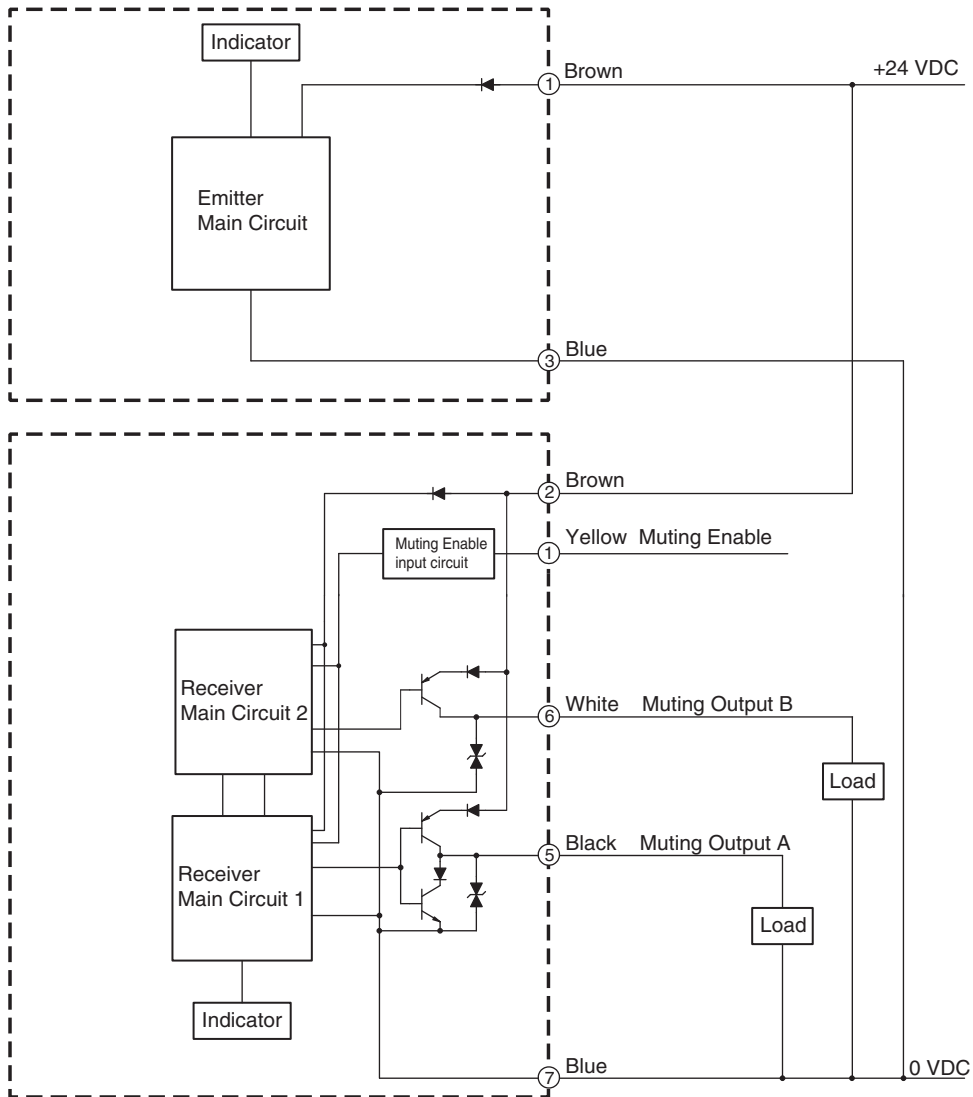 Indicator
1 Brown +24 VDC
Emitter
Main Circuit
3 Blue
2 Brown
Muting Enable
input circuit
1 Yellow Muting Enable
Receiver
Main Circuit 2
6 White Muting Output B
Load
5 Black Muting Output A
Receiver
Main Circuit 1
Load
Indicator
7 Blue 0 VDC